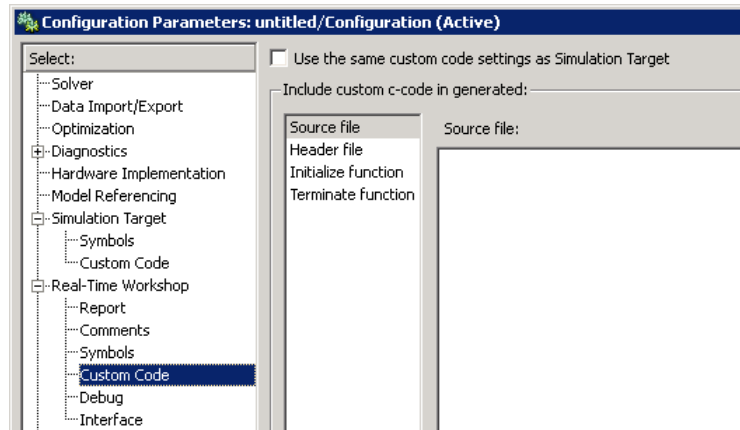 Configuration Parameters: untitled/Configuration (Active)
Select:
Solver
Data Import/Export
Optimization
Diagnostics
Hardware Implementation
Model Referencing
Simulation Target
Symbols
Custom Code
Real-Time Workshop
Report
Comments
Symbols
Custom Code
Debug
Interface
Use the same custom code settings as Simulation Target
Include custom c-code in generated:
Source file
Header file
Initialize function
Terminate function
Source file: